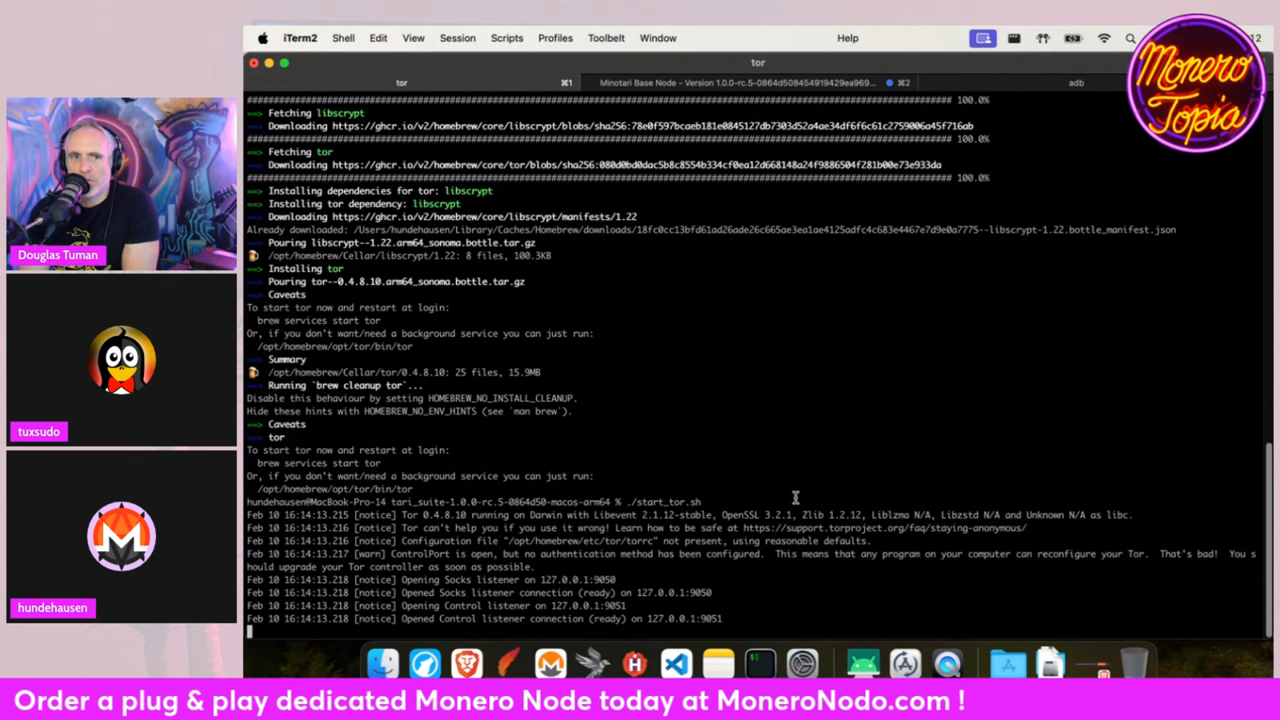 iTerm2 Shell Edit View Session Scripts Profiles Toolbelt Window Help
12
Monero
Topia
tor
tor ⌘1 Minotari Base Node - Version 1.0.0-rc.5-0864d508454919429ea969... ⌘2 adb
######################################################################## 100.0%
==> Fetching libscrypt
==> Downloading https://ghcr.io/v2/homebrew/core/libscrypt/blobs/sha256:78e0f597bcaeb181e0845127db7303d52a4ae34df6f6c61c2759006a45f716ab
######################################################################## 100.0%
==> Fetching tor
==> Downloading https://ghcr.io/v2/homebrew/core/tor/blobs/sha256:080d0bd0dac5b8c8554b334cf0ea12d668148a24f9886504f281b00e73e933da
######################################################################## 100.0%
==> Installing dependencies for tor: libscrypt
==> Installing tor dependency: libscrypt
==> Downloading https://ghcr.io/v2/homebrew/core/libscrypt/manifests/1.22
Already downloaded: /Users/hundehausen/Library/Caches/Homebrew/downloads/18fc0cc13bfd61ad26ade26c665ae3ea1ae4125adfc4c683e4467e7d9e0a7775--libscrypt-1.22.bottle_manifest.json
==> Pouring libscrypt--1.22.arm64_sonoma.bottle.tar.gz
🍺 /opt/homebrew/Cellar/libscrypt/1.22: 8 files, 100.3KB
==> Installing tor
==> Pouring tor--0.4.8.10.arm64_sonoma.bottle.tar.gz
==> Caveats
To start tor now and restart at login:
brew services start tor
Or, if you don't want/need a background service you can just run:
/opt/homebrew/opt/tor/bin/tor
==> Summary
🍺 /opt/homebrew/Cellar/tor/0.4.8.10: 25 files, 15.9MB
==> Running `brew cleanup tor`...
Disable this behaviour by setting HOMEBREW_NO_INSTALL_CLEANUP.
Hide these hints with HOMEBREW_NO_ENV_HINTS (see `man brew`).
==> Caveats
==> tor
To start tor now and restart at login:
brew services start tor
Or, if you don't want/need a background service you can just run:
/opt/homebrew/opt/tor/bin/tor
hundehausen@MacBook-Pro-14 tari_suite-1.0.0-rc.5-0864d50-macos-arm64 % ./start_tor.sh
Feb 10 16:14:13.215 [notice] Tor 0.4.8.10 running on Darwin with Libevent 2.1.12-stable, OpenSSL 3.2.1, Zlib 1.2.12, Liblzma N/A, Libzstd N/A and Unknown N/A as libc.
Feb 10 16:14:13.216 [notice] Tor can't help you if you use it wrong! Learn how to be safe at https://support.torproject.org/faq/staying-anonymous/
Feb 10 16:14:13.216 [notice] Configuration file "/opt/homebrew/etc/tor/torrc" not present, using reasonable defaults.
Feb 10 16:14:13.217 [warn] ControlPort is open, but no authentication method has been configured. This means that any program on your computer can reconfigure your Tor. That's bad! You s
hould upgrade your Tor controller as soon as possible.
Feb 10 16:14:13.218 [notice] Opening Socks listener on 127.0.0.1:9050
Feb 10 16:14:13.218 [notice] Opened Socks listener connection (ready) on 127.0.0.1:9050
Feb 10 16:14:13.218 [notice] Opening Control listener on 127.0.0.1:9051
Feb 10 16:14:13.218 [notice] Opened Control listener connection (ready) on 127.0.0.1:9051
Douglas Tuman
tuxsudo
hundehausen
Order a plug & play dedicated Monero Node today at MoneroNodo.com !